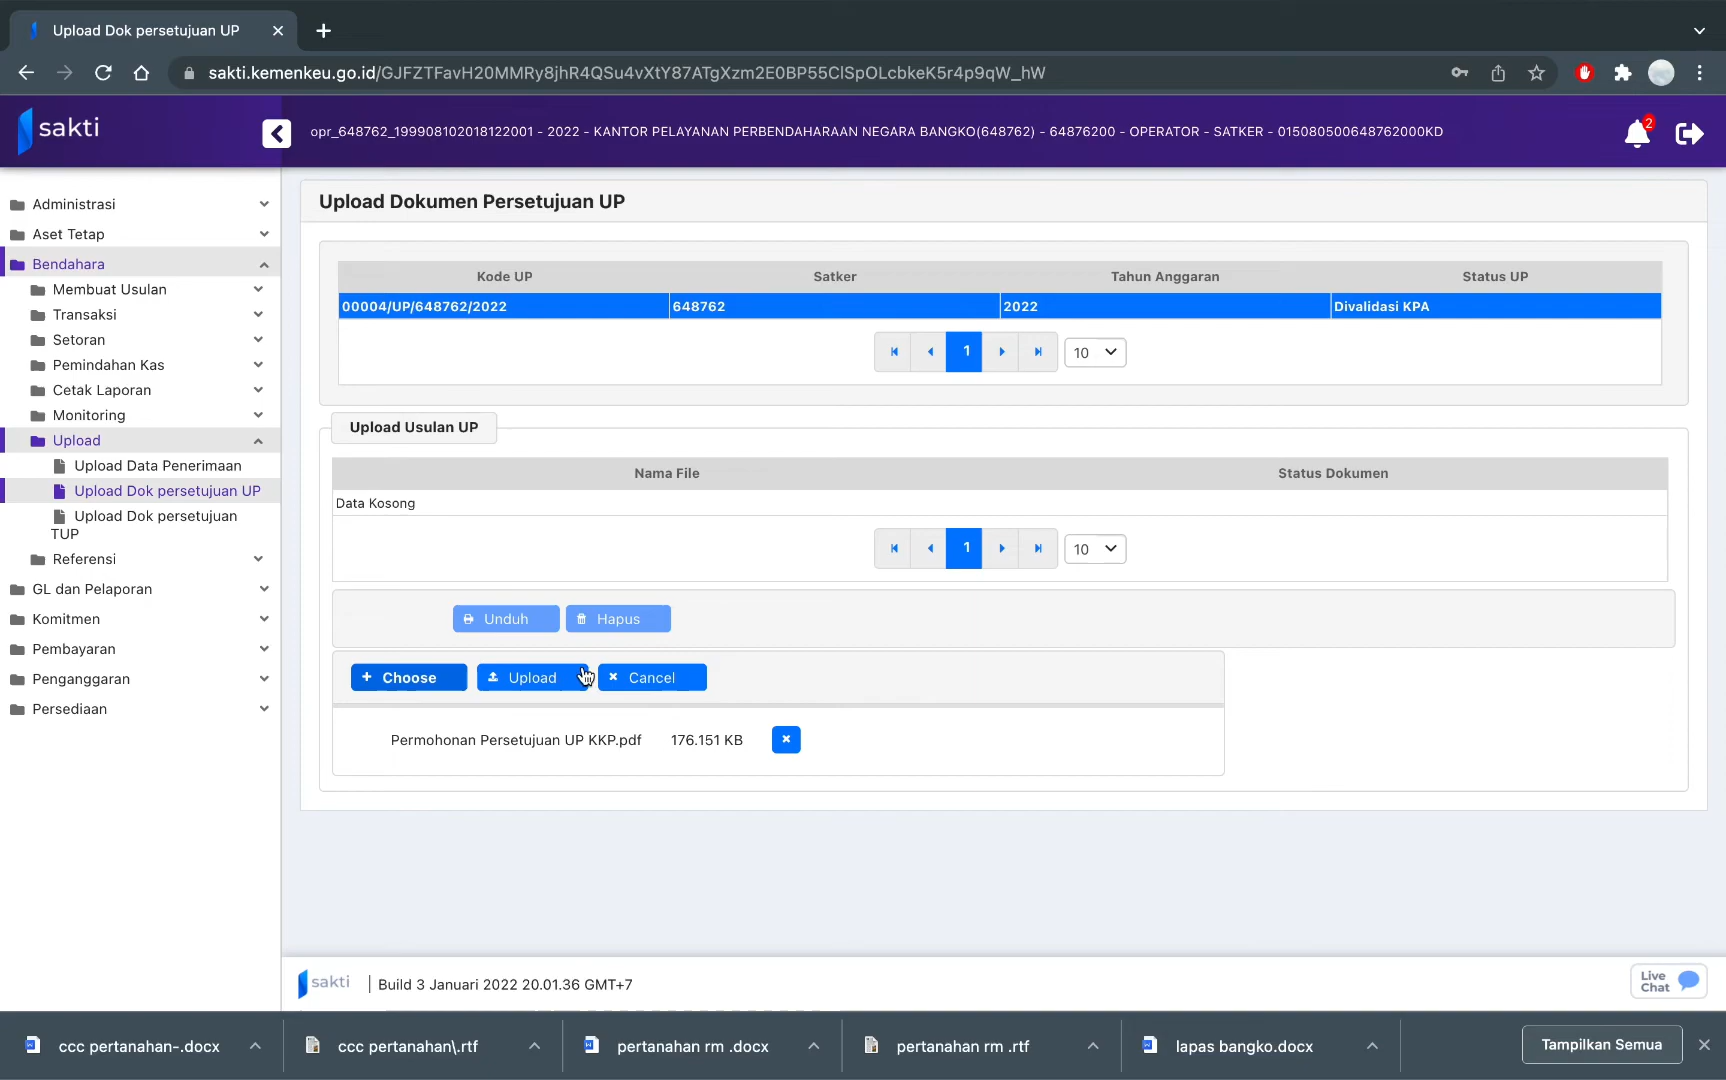 Upload Dok persetujuan UP
sakti.kemenkeu.go.id/GJFZTFavH20MMRy8jhR4QSu4vXtY87ATgXzm2E0BP55ClSpOLcbkeK5r4p9qW_hW
sakti
opr_648762_199908102018122001 - 2022 - KANTOR PELAYANAN PERBENDAHARAAN NEGARA BANGKO(648762) - 64876200 - OPERATOR - SATKER - 015080500648762000KD
2
Administrasi
Aset Tetap
Bendahara
Membuat Usulan
Transaksi
Setoran
Pemindahan Kas
Cetak Laporan
Monitoring
Upload
Upload Data Penerimaan
Upload Dok persetujuan UP
Upload Dok persetujuan
TUP
Referensi
GL dan Pelaporan
Komitmen
Pembayaran
Penganggaran
Persediaan
Upload Dokumen Persetujuan UP
Kode UP Satker Tahun Anggaran Status UP
00004/UP/648762/2022 648762 2022 Divalidasi KPA
1 10
Upload Usulan UP
Nama File Status Dokumen
Data Kosong
1 10
Unduh Hapus
Choose Upload Cancel
Permohonan Persetujuan UP KKP.pdf 176.151 KB
sakti | Build 3 Januari 2022 20.01.36 GMT+7
Live
Chat
ccc pertanahan-.docx ccc pertanahan\.rtf pertanahan rm .docx pertanahan rm .rtf lapas bangko.docx Tampilkan Semua